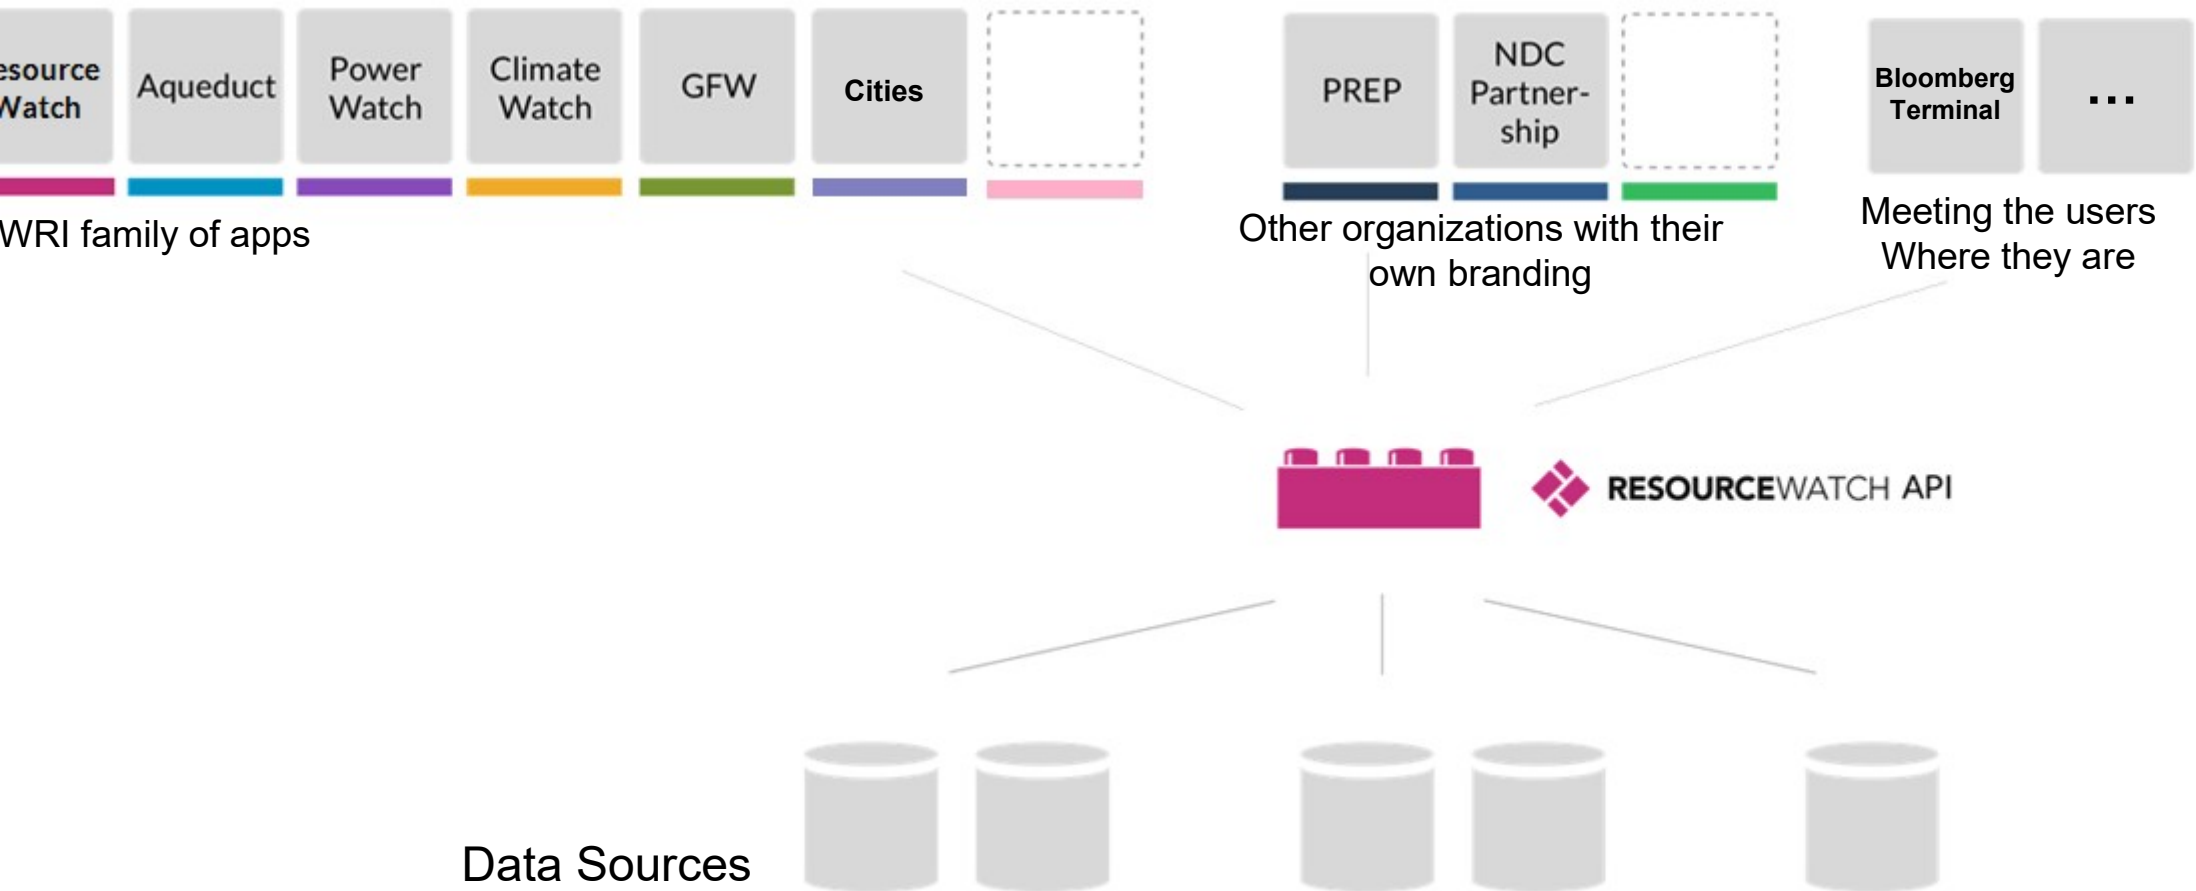 esource
Watch
Aqueduct
Power
Watch
Climate
Watch
GFW
Cities
PREP
NDC
Partner-
ship
Bloomberg
Terminal
...
WRI family of apps
Other organizations with their
own branding
Meeting the users
Where they are
RESOURCEWATCH API
Data Sources